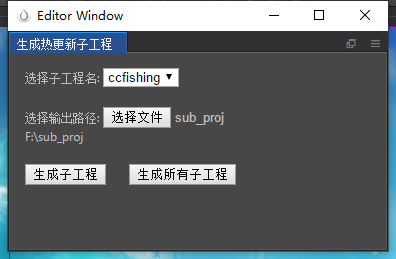 Editor Window
生成热更新子工程
选择子工程名: ccfishing
选择输出路径: 选择文件 sub_proj
F:\sub_proj
生成子工程 生成所有子工程